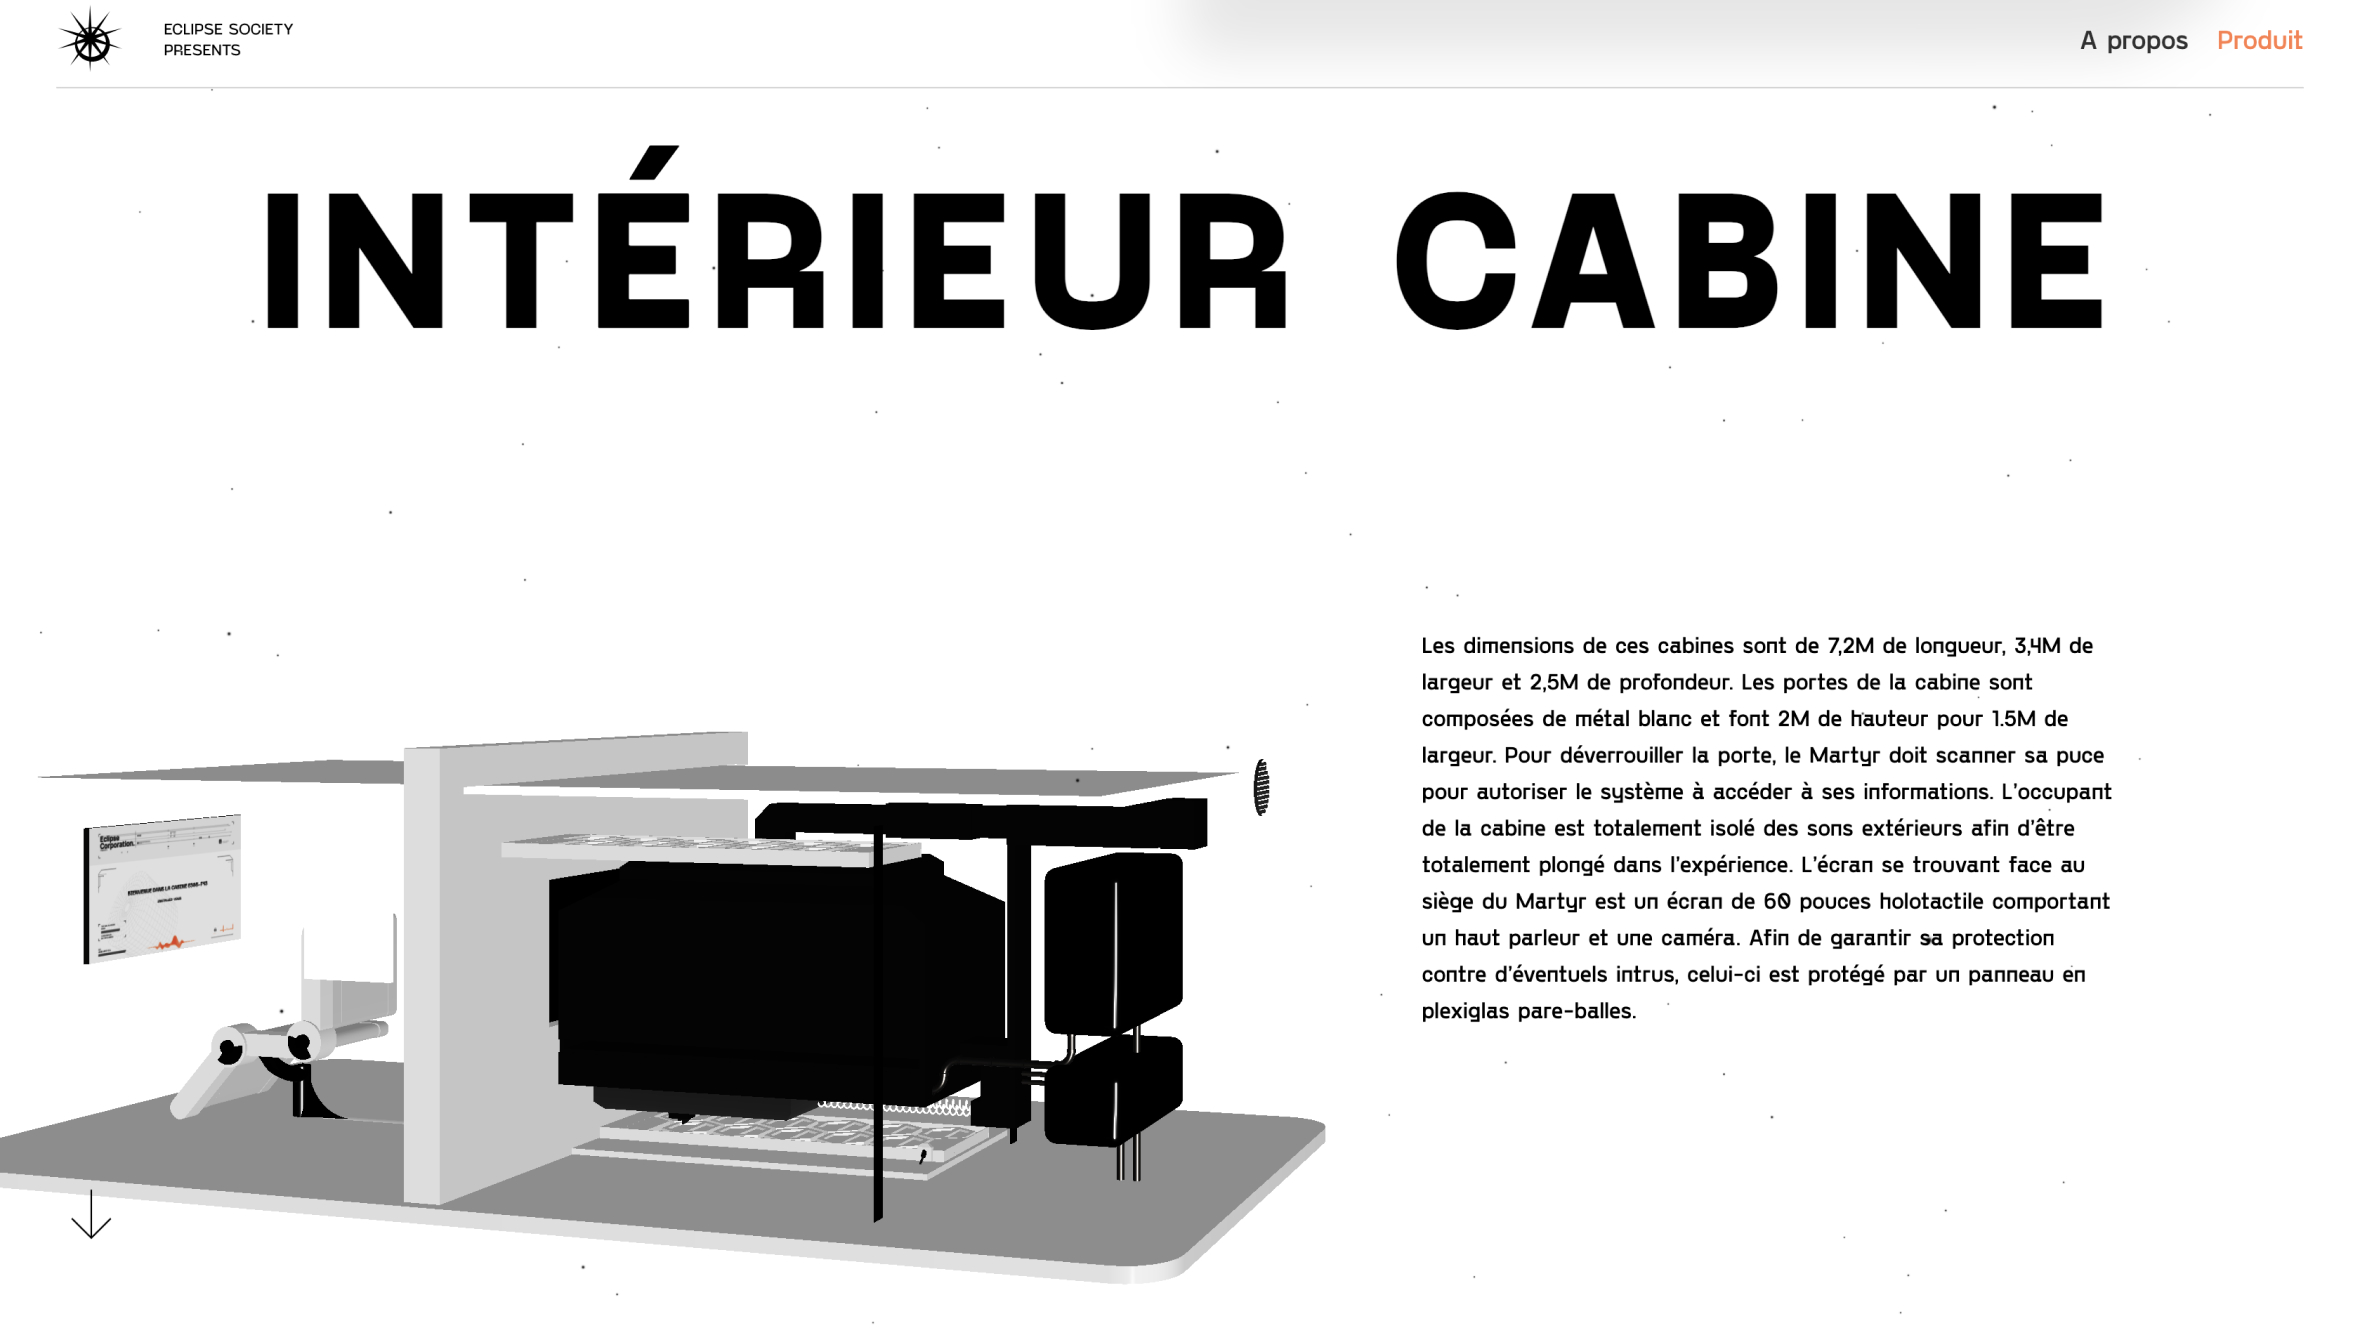 ECLIPSE SOCIETY
PRESENTS
A propos Produit
INTÉRIEUR CABINE
Les dimensions de ces cabines sont de 7,2M de longueur, 3,4M de
largeur et 2,5M de profondeur. Les portes de la cabine sont
composées de métal blanc et font 2M de hauteur pour 1.5M de
largeur. Pour déverrouiller la porte, le Martyr doit scanner sa puce
pour autoriser le système à accéder à ses informations. L'occupant
de la cabine est totalement isolé des sons extérieurs afin d'être
totalement plongé dans l'expérience. L'écran se trouvant face au
siège du Martyr est un écran de 60 pouces holotactile comportant
un haut parleur et une caméra. Afin de garantir sa protection
contre d'éventuels intrus, celui-ci est protégé par un panneau en
plexiglas pare-balles.
Eclipse
Corporation.
BIENVENUE DANS LA CABINE